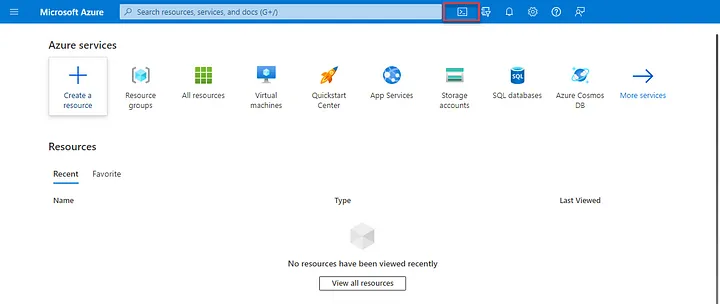 Microsoft Azure
Search resources, services, and docs (G+/)
Azure services
Create a resource
Resource groups
All resources
Virtual machines
Quickstart Center
App Services
Storage accounts
SQL
SQL databases
Azure Cosmos DB
More services
Resources
Recent
Favorite
Name
Type
Last Viewed
No resources have been viewed recently
View all resources